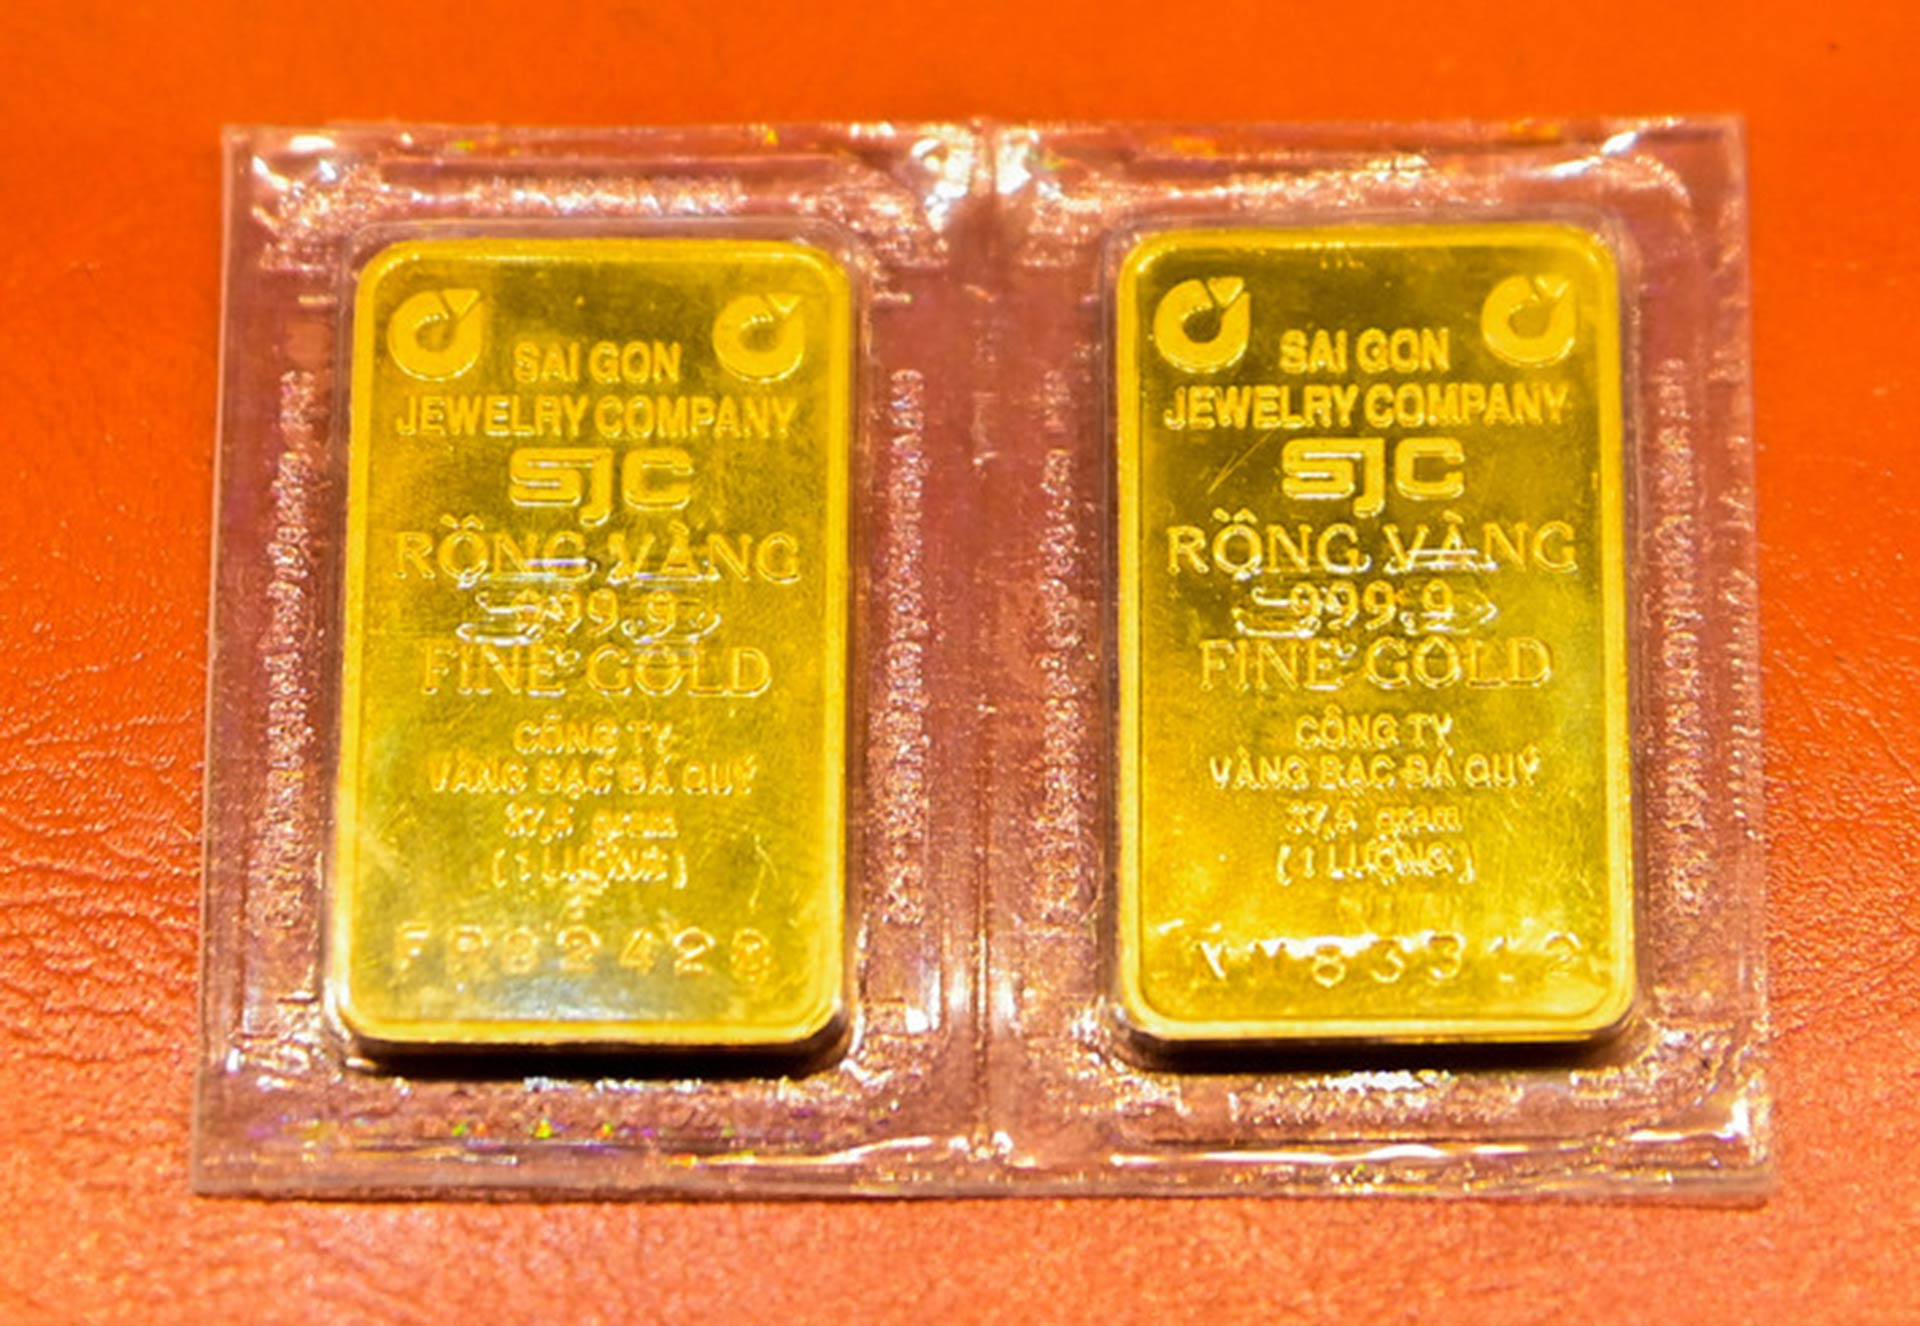 SAI GON
JEWELRY COMPANY
SJC
RỒNG VÀNG
999.9
FINE GOLD
CÔNG TY
VÀNG BẠC ĐÁ QUÝ
37,5 gram
(1 LƯỢNG)
SAI GON
JEWELRY COMPANY
SJC
RỒNG VÀNG
999.9
FINE GOLD
CÔNG TY
VÀNG BẠC ĐÁ QUÝ
37,5 gram
(1 LƯỢNG)